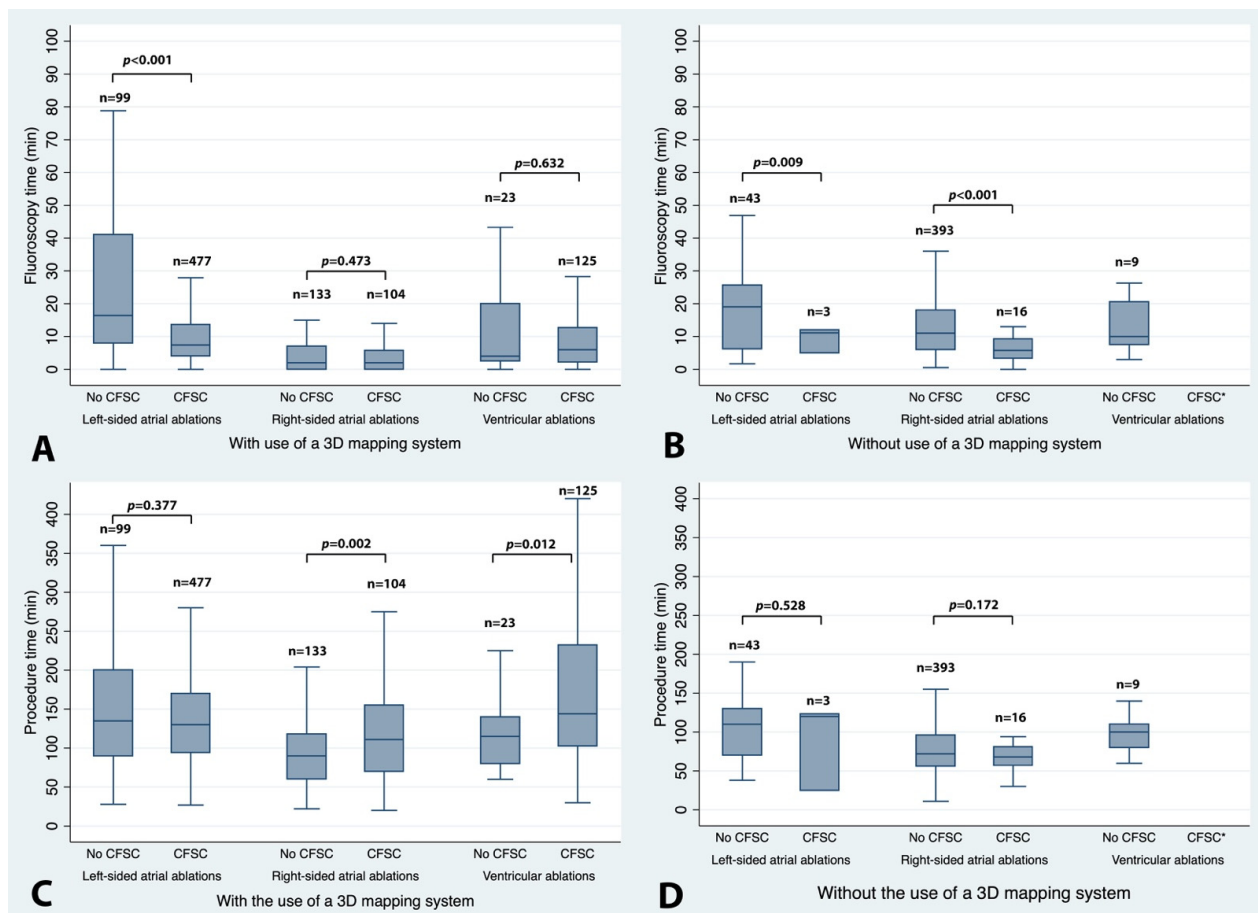 100
90
80
70
60
50
40
30
20
10
0
Fluoroscopy time (min)
p<0.001
n=99
n=477
p=0.473
n=133
n=104
p=0.632
n=23
n=125
No CFSC
CFSC
No CFSC
CFSC
No CFSC
CFSC
Left-sided atrial ablations
Right-sided atrial ablations
Ventricular ablations
With use of a 3D mapping system
A
100
90
80
70
60
50
40
30
20
10
0
Fluoroscopy time (min)
p=0.009
n=43
n=3
p<0.001
n=393
n=16
n=9
No CFSC
CFSC
No CFSC
CFSC
No CFSC
CFSC*
Left-sided atrial ablations
Right-sided atrial ablations
Ventricular ablations
Without use of a 3D mapping system
B
400
350
300
250
200
150
100
50
0
Procedure time (min)
p=0.377
n=99
n=477
p=0.002
n=133
n=104
p=0.012
n=23
n=125
No CFSC
CFSC
No CFSC
CFSC
No CFSC
CFSC
Left-sided atrial ablations
Right-sided atrial ablations
Ventricular ablations
With the use of a 3D mapping system
C
400
350
300
250
200
150
100
50
0
Procedure time (min)
p=0.528
n=43
n=3
p=0.172
n=393
n=16
n=9
No CFSC
CFSC
No CFSC
CFSC
No CFSC
CFSC*
Left-sided atrial ablations
Right-sided atrial ablations
Ventricular ablations
Without the use of a 3D mapping system
D